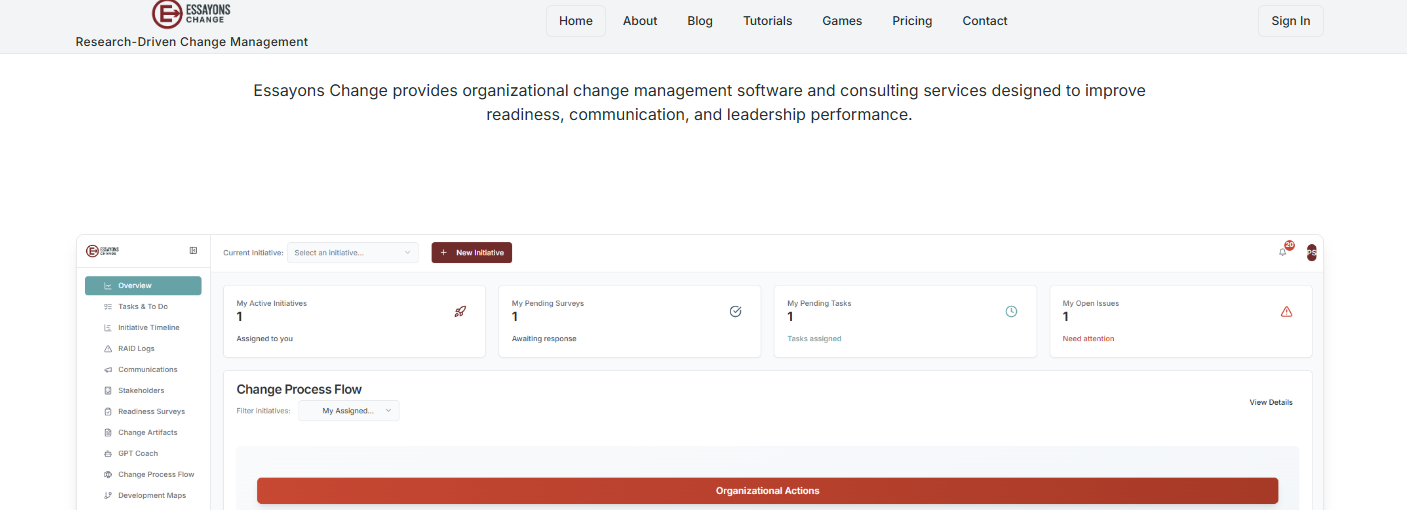 ESSAYONS
CHANGE
Research-Driven Change Management
Home
About
Blog
Tutorials
Games
Pricing
Contact
Sign In
Essayons Change provides organizational change management software and consulting services designed to improve
readiness, communication, and leadership performance.
ESSAYONS
CHANGE
Current Initiative:
Select an initiative...
+ New Initiative
20
PS
Overview
Tasks & To Do
Initiative Timeline
RAID Logs
Communications
Stakeholders
Readiness Surveys
Change Artifacts
GPT Coach
Change Process Flow
Development Maps
My Active Initiatives
1
Assigned to you
My Pending Surveys
1
Awaiting response
My Pending Tasks
1
Tasks assigned
My Open Issues
1
Need attention
Change Process Flow
Filter initiatives:
My Assigned...
View Details
Organizational Actions